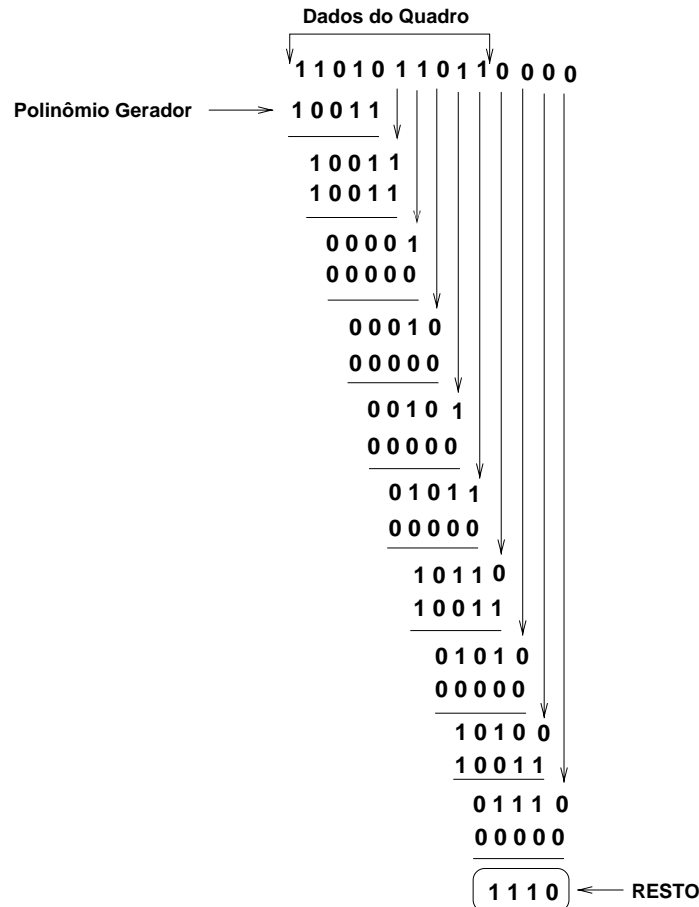 Dados do Quadro
1 1 0 1 0 1 1 0 1 1 0 0 0 0
Polinômio Gerador
1 0 0 1 1
1 0 0 1 1
1 0 0 1 1
0 0 0 0 1
0 0 0 0 0
0 0 0 1 0
0 0 0 0 0
0 0 1 0 1
0 0 0 0 0
0 1 0 1 1
0 0 0 0 0
1 0 1 1 0
1 0 0 1 1
0 1 0 1 0
0 0 0 0 0
1 0 1 0 0
1 0 0 1 1
0 1 1 1 0
0 0 0 0 0
1 1 1 0
RESTO